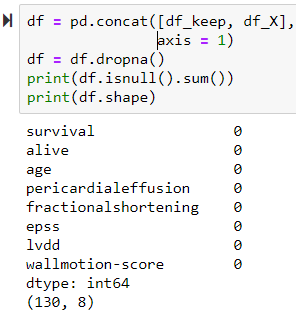 df = pd.concat([df_keep, df_X],
axis = 1)
df = df.dropna()
print(df.isnull().sum())
print(df.shape)
survival 0
alive 0
age 0
pericardialeffusion 0
fractionalshortening 0
epss 0
lvdd 0
wallmotion-score 0
dtype: int64
(130, 8)